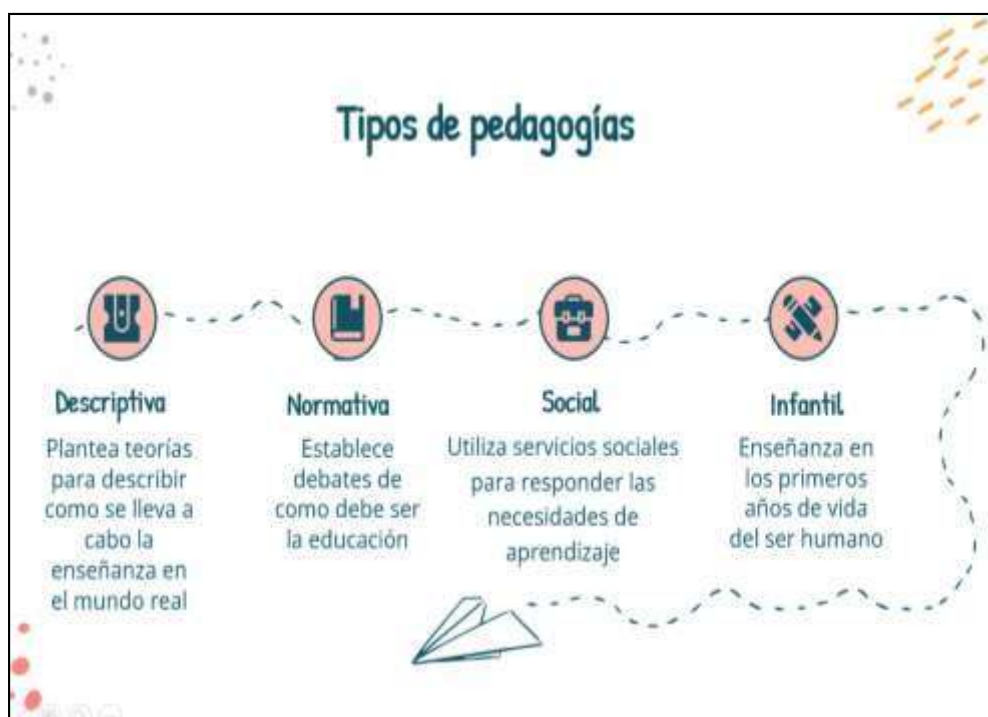 Tipos de pedagogías
Descriptiva
Plantea teorías
para describir
como se lleva a
cabo la
enseñanza en
el mundo real
Normativa
Establece
debates de
como debe ser
la educación
Social
Utiliza servicios sociales
para responder las
necesidades de
aprendizaje
Infantil
Enseñanza en
los primeros
años de vida
del ser humano